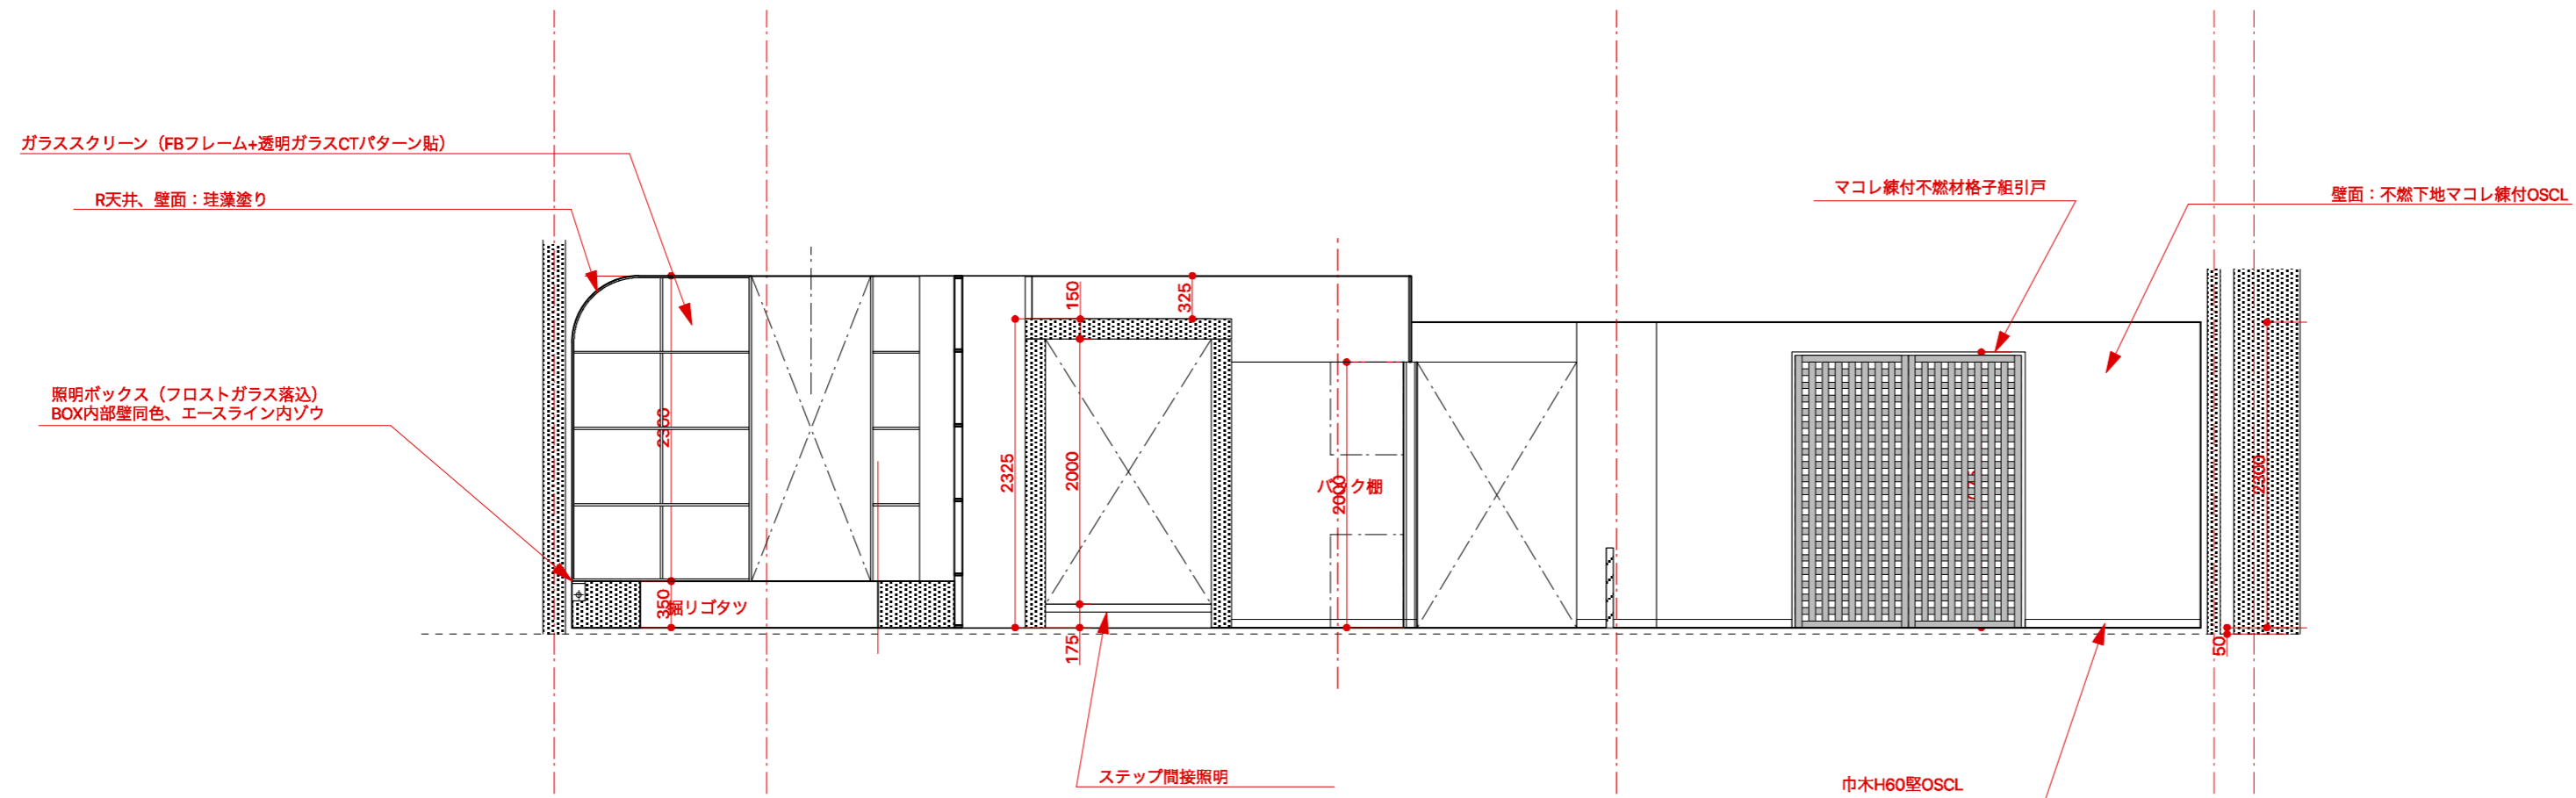 ガラススクリーン（FBフレーム+透明ガラスCTパターン貼）
R天井、壁面：珪藻塗り
マコレ練付不燃材格子組引戸
壁面：不燃下地マコレ練付OSCL
照明ボックス（フロストガラス落込）
BOX内部壁同色、エースライン内ゾウ
150
325
2300
2325
2000
2000
バック棚
2300
350
掘リゴタツ
175
50
ステップ間接照明
巾木H60堅OSCL